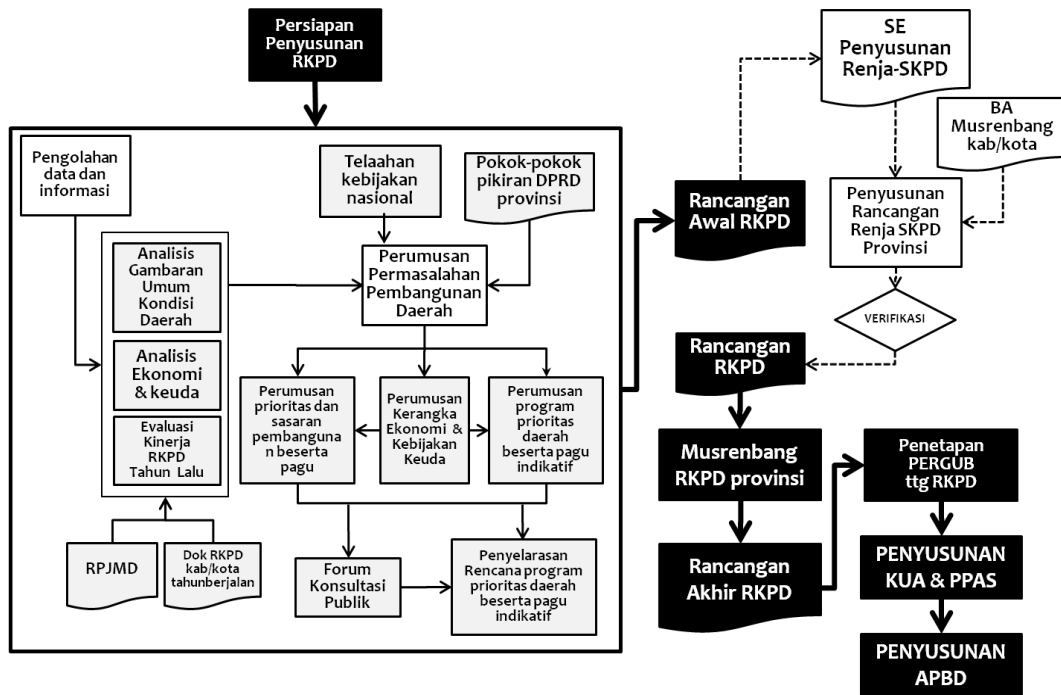 Persiapan
Penyusunan
RKPD
SE
Penyusunan
Renja-SKPD
BA
Musrenbang
kab/kota
Pengolahan
data dan
informasi
Telaahan
kebijakan
nasional
Pokok-pokok
pikiran DPRD
provinsi
Rancangan
Awal RKPD
Penyusunan
Rancangan
Renja SKPD
Provinsi
Analisis
Gambaran
Umum
Kondisi
Daerah
Perumusan
Permasalahan
Pembangunan
Daerah
VERIFIKASI
Analisis
Ekonomi
& keuda
Rancangan
RKPD
Perumusan
prioritas dan
sasaran
pembanguna
n beserta
pagu
Perumusan
Kerangka
Ekonomi &
Kebijakan
Keuda
Perumusan
program
prioritas
daerah
beserta pagu
indikatif
Evaluasi
Kinerja
RKPD
Tahun Lalu
Musrenbang
RKPD provinsi
Penetapan
PERGUB
ttg RKPD
RPJMD
Dok RKPD
kab/kota
tahunberjalan
Forum
Konsultasi
Publik
Penyelarasan
Rencana program
prioritas daerah
beserta pagu
indikatif
Rancangan
Akhir RKPD
PENYUSUNAN
KUA & PPAS
PENYUSUNAN
APBD